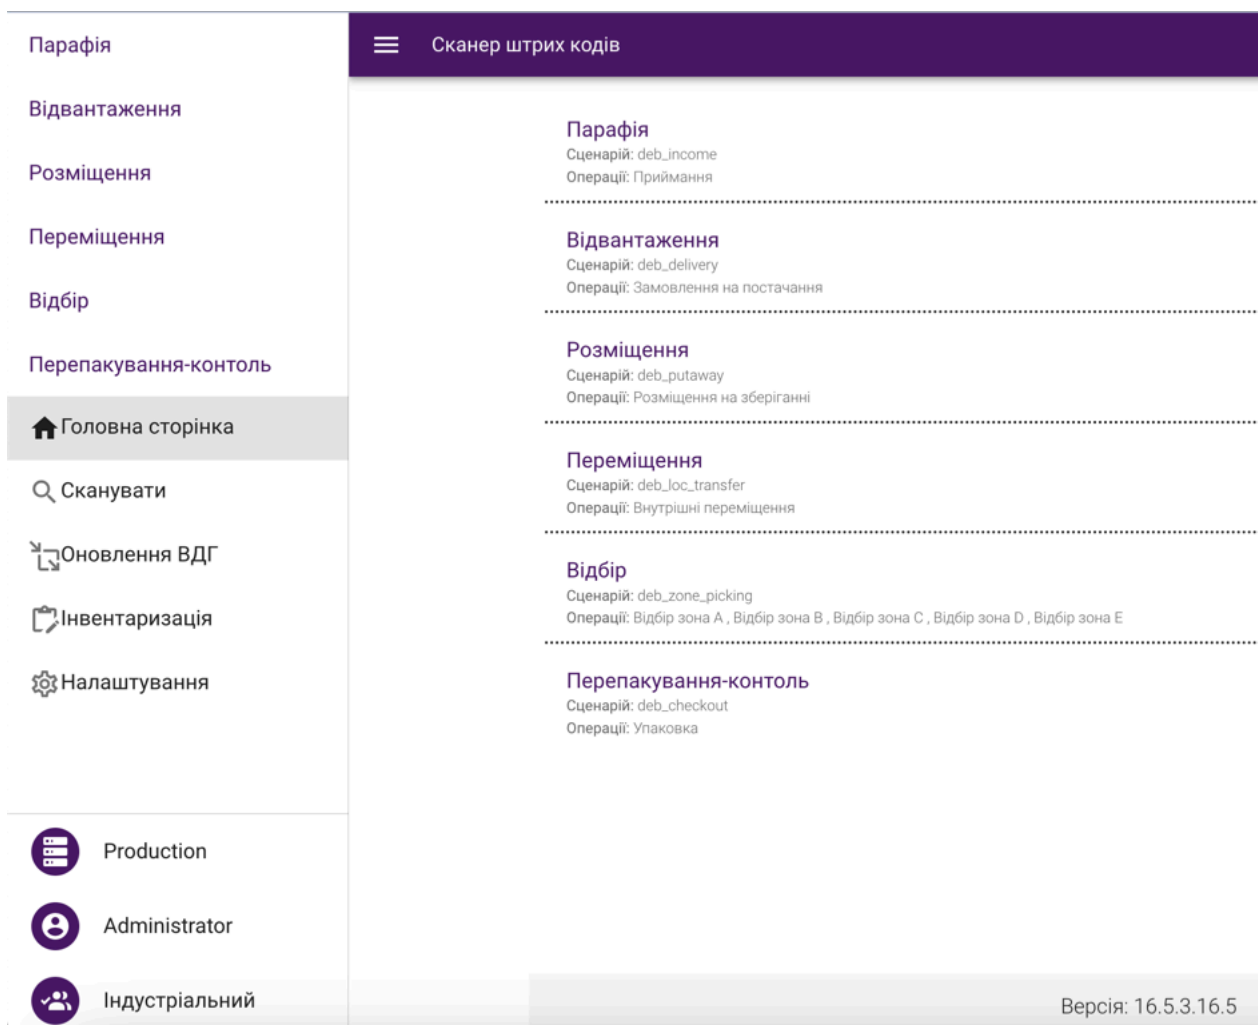 Парафія
Відвантаження
Розміщення
Переміщення
Відбір
Перепакування-контоль
Головна сторінка
Сканувати
Оновлення ВДГ
Інвентаризація
Налаштування
Production
Administrator
Індустріальний
Сканер штрих кодів
Парафія
Сценарій: deb_income
Операції: Приймання
Відвантаження
Сценарій: deb_delivery
Операції: Замовлення на постачання
Розміщення
Сценарій: deb_putaway
Операції: Розміщення на зберіганні
Переміщення
Сценарій: deb_loc_transfer
Операції: Внутрішні переміщення
Відбір
Сценарій: deb_zone_picking
Операції: Відбір зона A , Відбір зона B , Відбір зона C , Відбір зона D , Відбір зона E
Перепакування-контоль
Сценарій: deb_checkout
Операції: Упаковка
Версія: 16.5.3.16.5